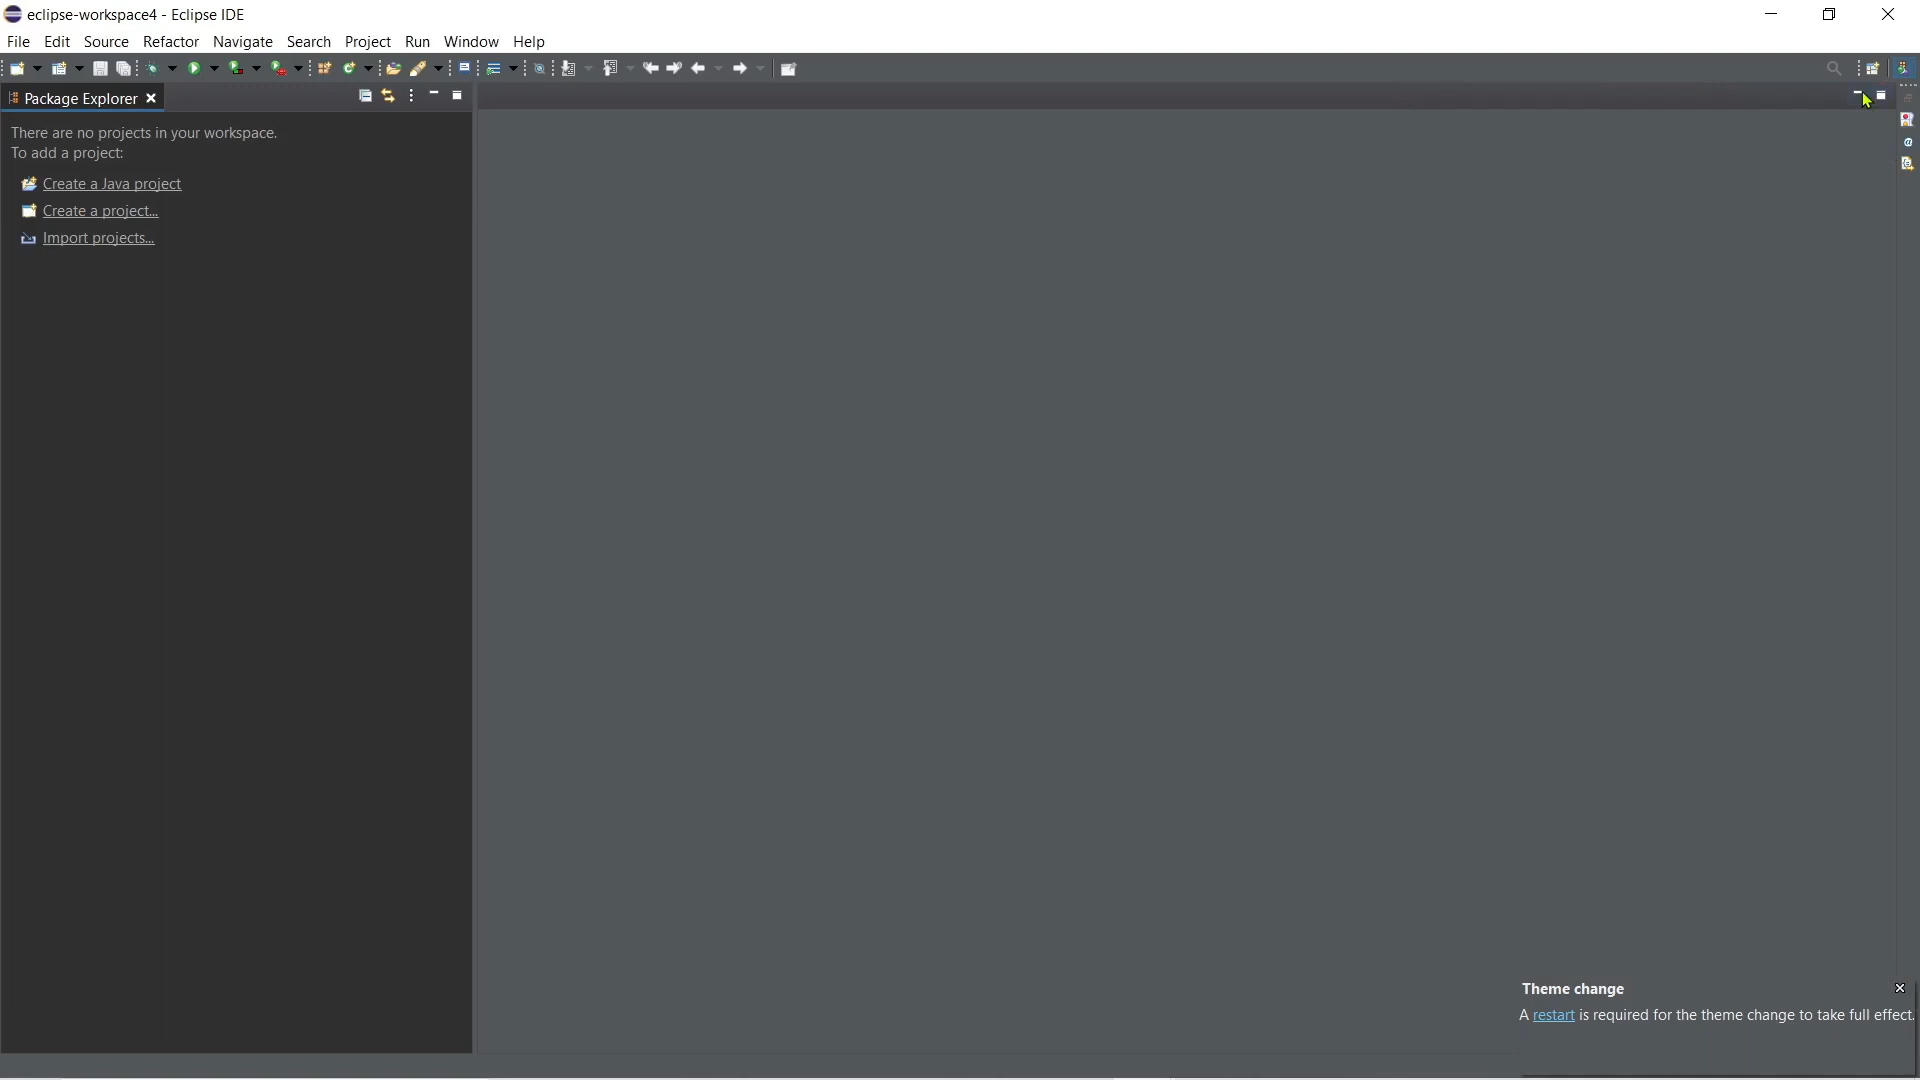 eclipse-workspace4 - Eclipse IDE
File Edit Source Refactor Navigate Search Project Run Window Help
Package Explorer
There are no projects in your workspace.
To add a project:
Create a Java project
Create a project...
Import projects...
Theme change
A restart is required for the theme change to take full effect.